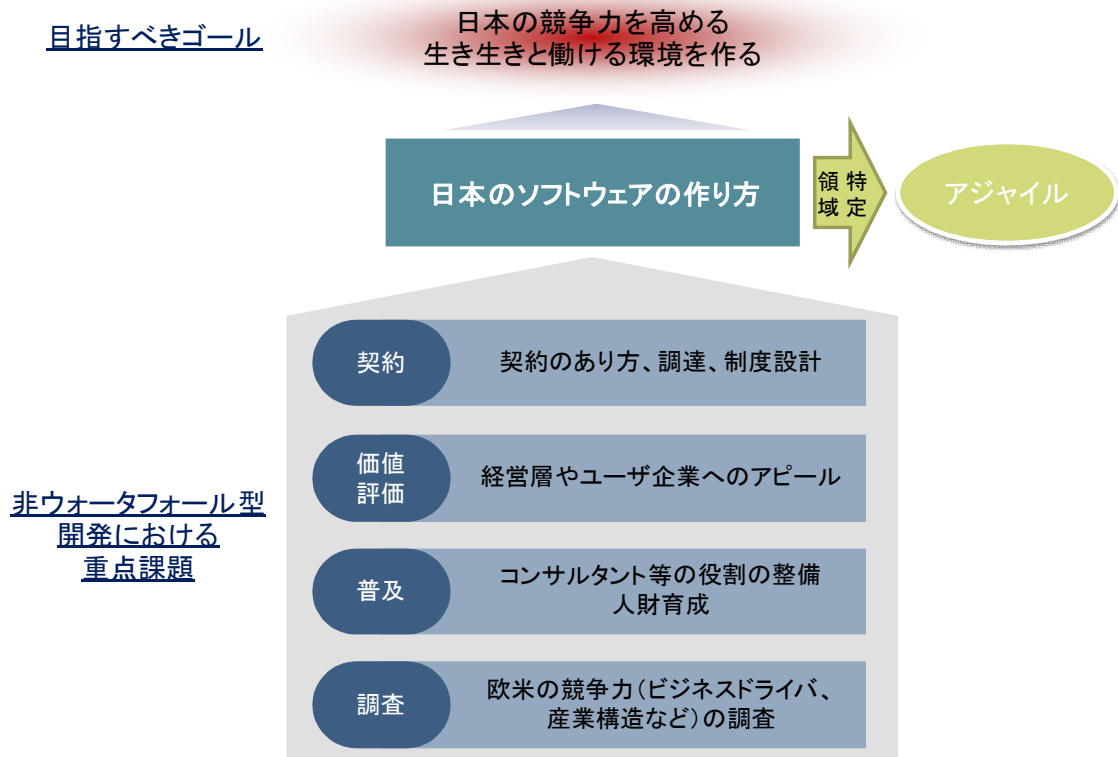 目指すべきゴール
日本の競争力を高める
生き生きと働ける環境を作る
日本のソフトウェアの作り方
特定
領域
アジャイル
非ウォータフォール型
開発における
重点課題
契約
契約のあり方、調達、制度設計
価値
評価
経営層やユーザ企業へのアピール
普及
コンサルタント等の役割の整備
人財育成
調査
欧米の競争力(ビジネスドライバ、
産業構造など)の調査